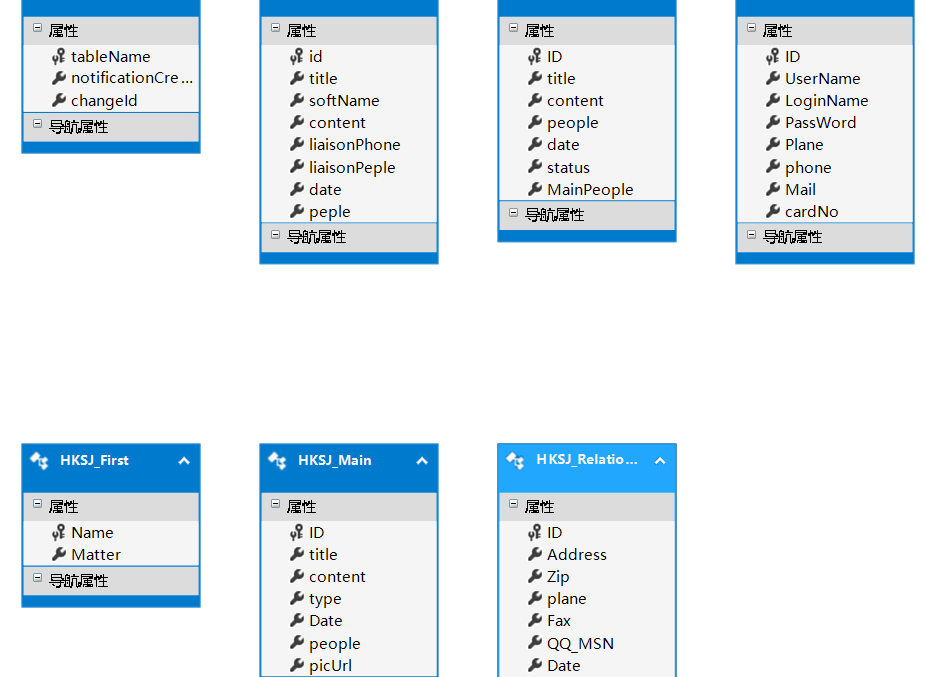 属性
tableName
notificationCre...
changeId
导航属性
属性
id
title
softName
content
liaisonPhone
liaisonPeple
date
peple
导航属性
属性
ID
title
content
people
date
status
MainPeople
导航属性
属性
ID
UserName
LoginName
PassWord
Plane
phone
Mail
cardNo
导航属性
HKSJ_First
属性
Name
Matter
导航属性
HKSJ_Main
属性
ID
title
content
type
Date
people
picUrl
HKSJ_Relatio...
属性
ID
Address
Zip
plane
Fax
QQ_MSN
Date